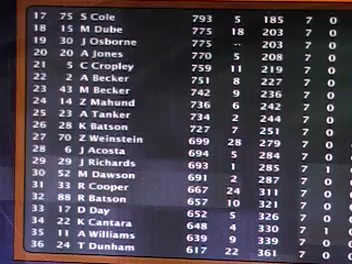 17 75 S Cole 793 5 185 7 0
18 15 M Dube 775 18 203 7 0
19 30 J Osborne 775 -- 203 7 0
20 20 A Jones 770 5 208 7 0
21 5 C Cropley 759 11 219 7 0
22 2 A Becker 751 8 227 7 0
23 43 M Becker 742 9 236 7 0
24 14 Z Mahund 736 6 242 7 0
25 23 A Tanker 734 2 244 7 0
26 28 K Batson 727 7 251 7 0
27 70 Z Weinstein 699 28 279 7 0
28 6 J Acosta 694 5 284 7 0
29 29 J Richards 693 1 285 7 1
30 52 M Dawson 691 2 287 7 0
31 33 R Cooper 667 24 311 7 0
32 88 R Batson 657 10 321 7 0
33 17 D Day 652 5 326 7 0
34 22 K Cantara 648 4 330 7 1
35 11 A Williams 639 9 339 7 0
36 24 T Dunham 617 22 361 7 0